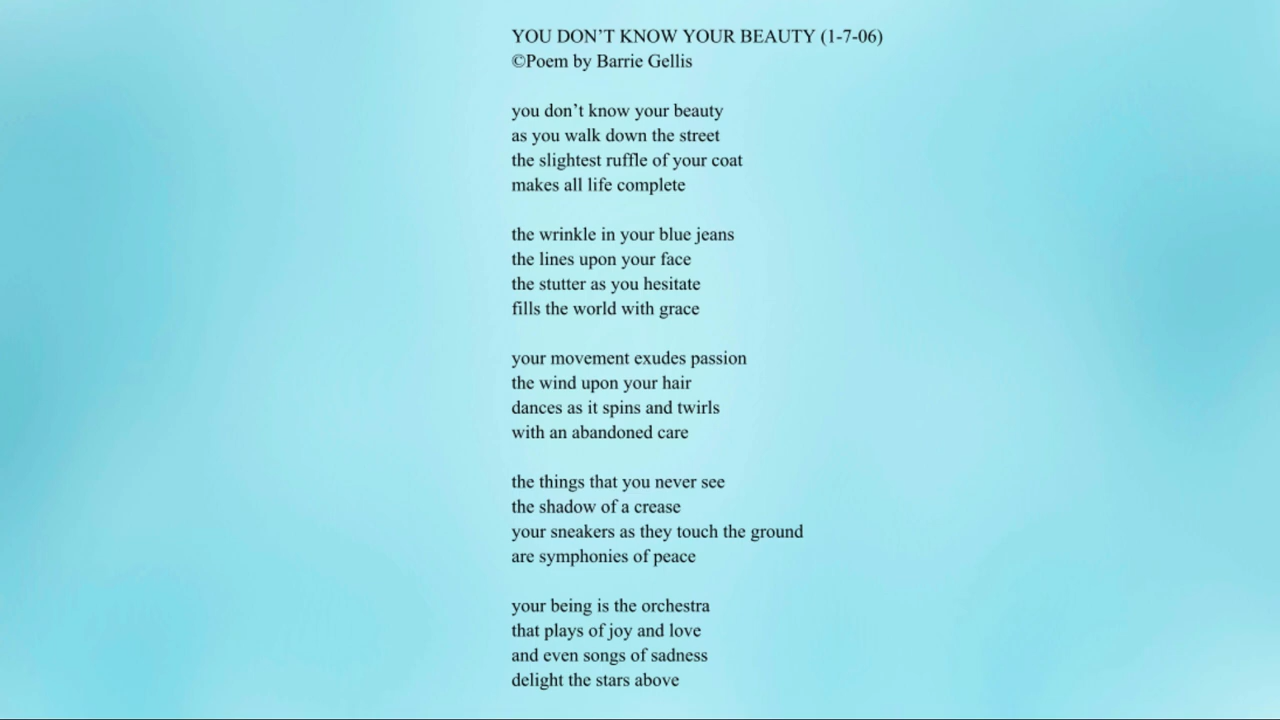 YOU DON’T KNOW YOUR BEAUTY (1-7-06)
©Poem by Barrie Gellis
you don’t know your beauty
as you walk down the street
the slightest ruffle of your coat
makes all life complete
the wrinkle in your blue jeans
the lines upon your face
the stutter as you hesitate
fills the world with grace
your movement exudes passion
the wind upon your hair
dances as it spins and twirls
with an abandoned care
the things that you never see
the shadow of a crease
your sneakers as they touch the ground
are symphonies of peace
your being is the orchestra
that plays of joy and love
and even songs of sadness
delight the stars above